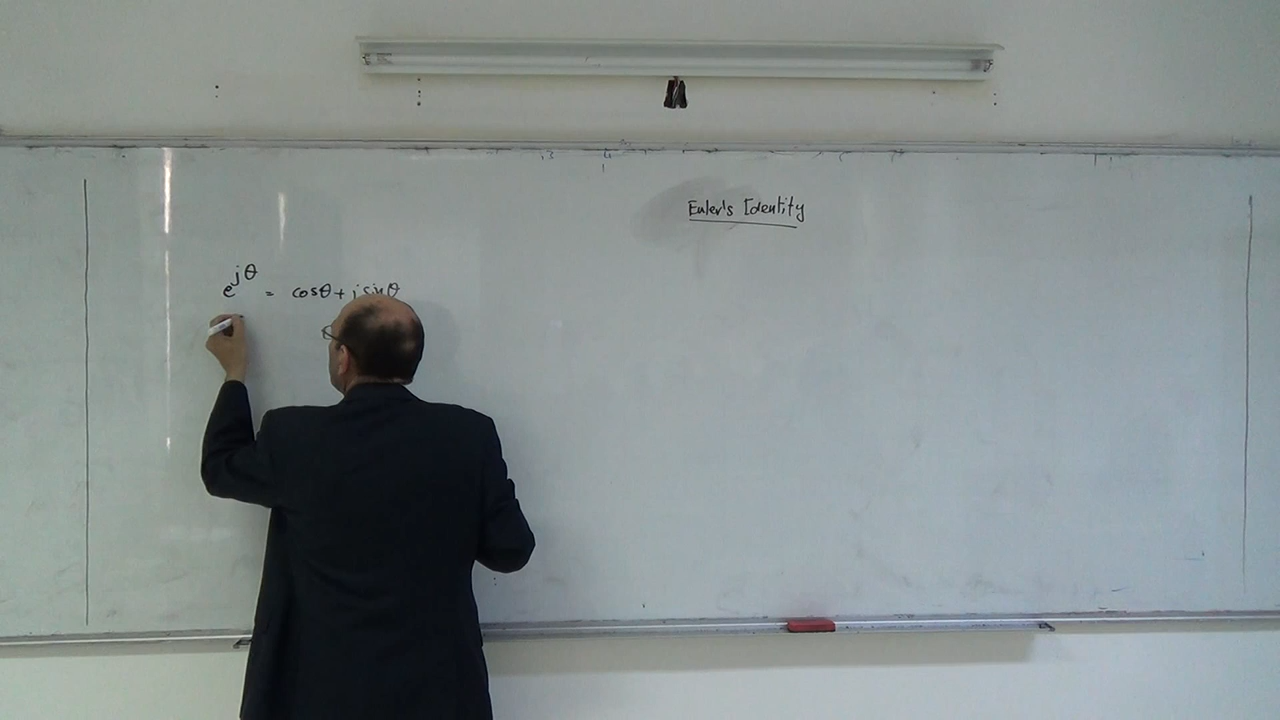 Euler's Identity
e^jθ = cosθ + j sinθ